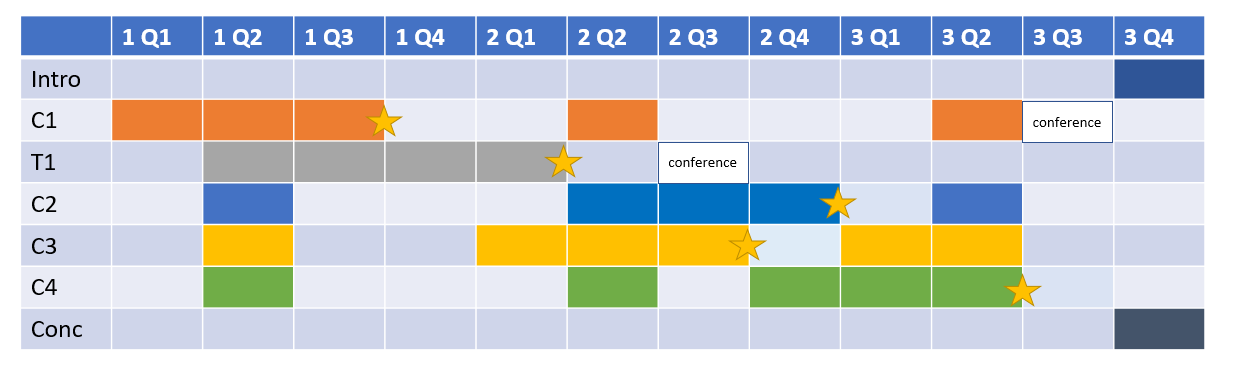 1 Q1 1 Q2 1 Q3 1 Q4 2 Q1 2 Q2 2 Q3 2 Q4 3 Q1 3 Q2 3 Q3 3 Q4
Intro
C1 conference
T1 conference
C2
C3
C4
Conc